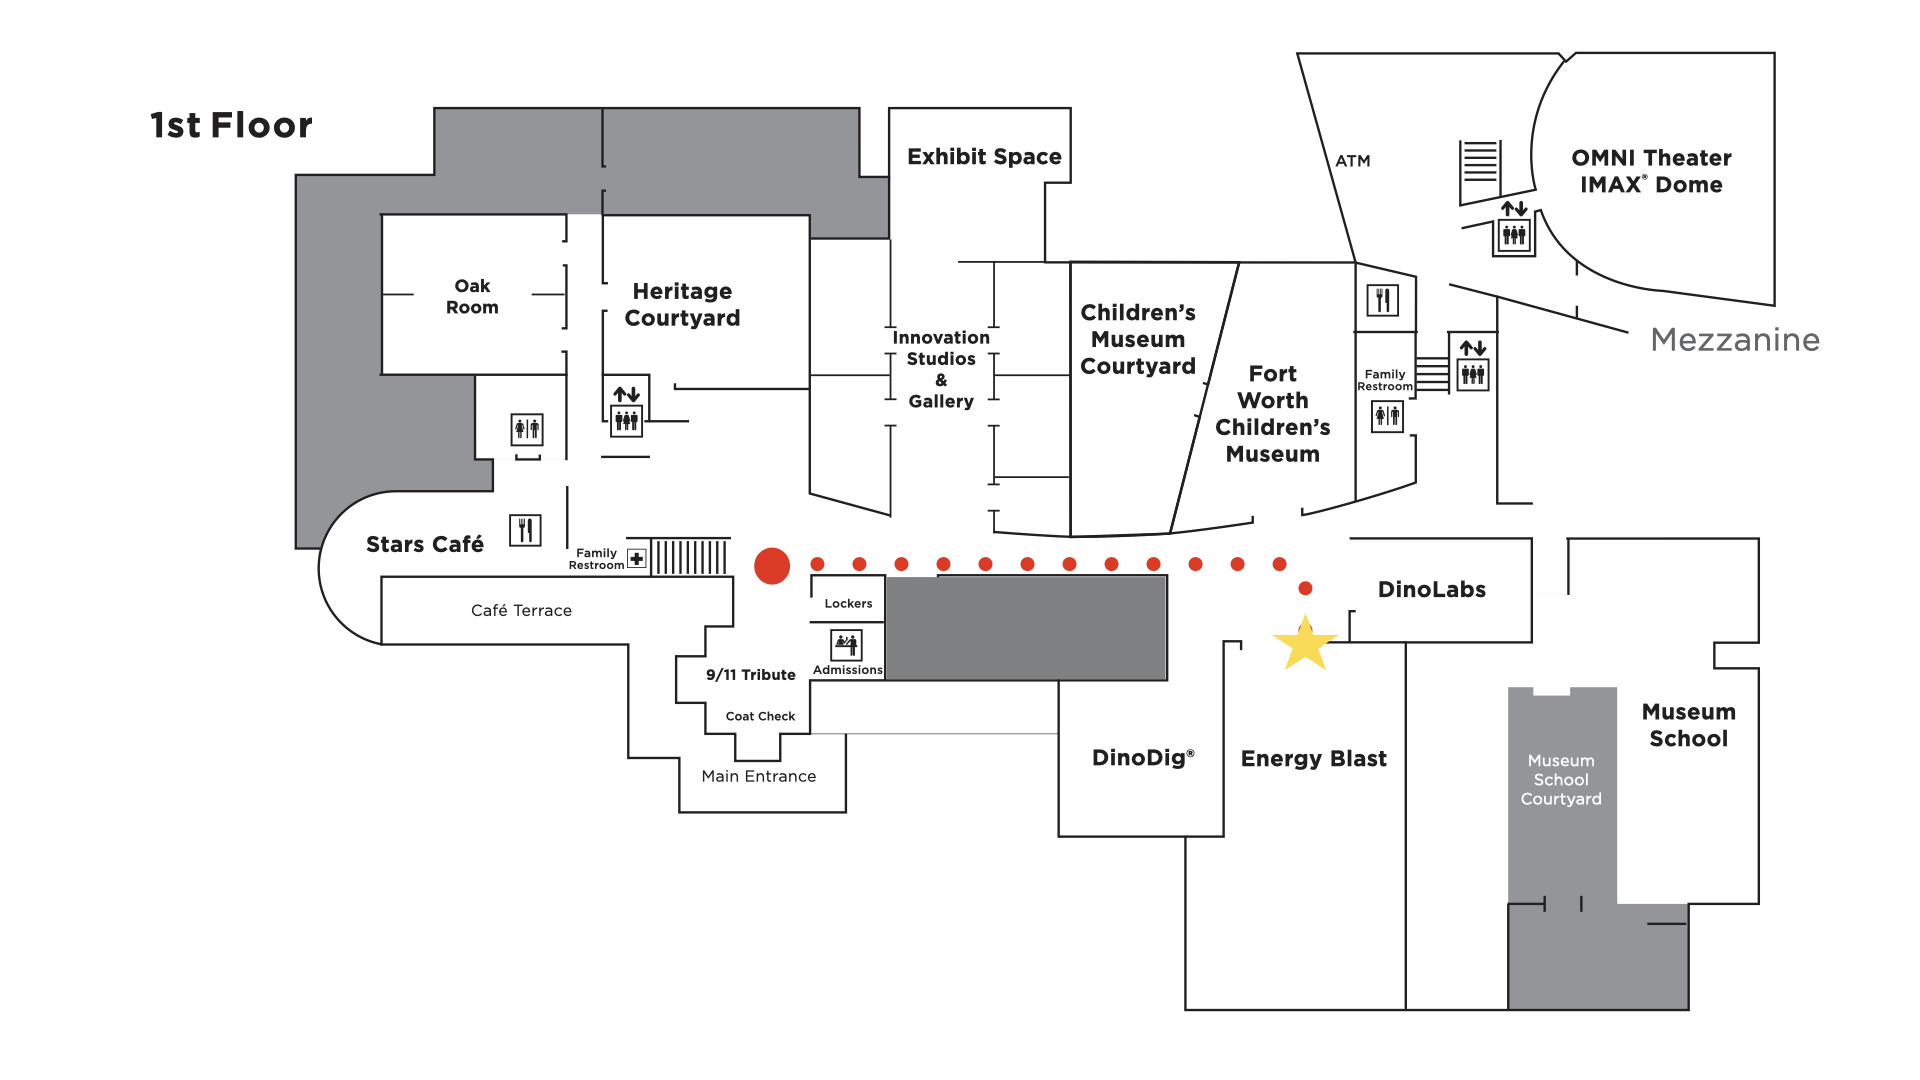 1st Floor
Exhibit Space
ATM
OMNI Theater
IMAX® Dome
Mezzanine
Oak
Room
Heritage
Courtyard
Innovation
Studios
&
Gallery
Children’s
Museum
Courtyard
Fort
Worth
Children’s
Museum
Family
Restroom
Stars Café
Family
Restroom
Café Terrace
Lockers
Admissions
9/11 Tribute
Coat Check
Main Entrance
DinoLabs
DinoDig®
Energy Blast
Museum
School
Courtyard
Museum
School